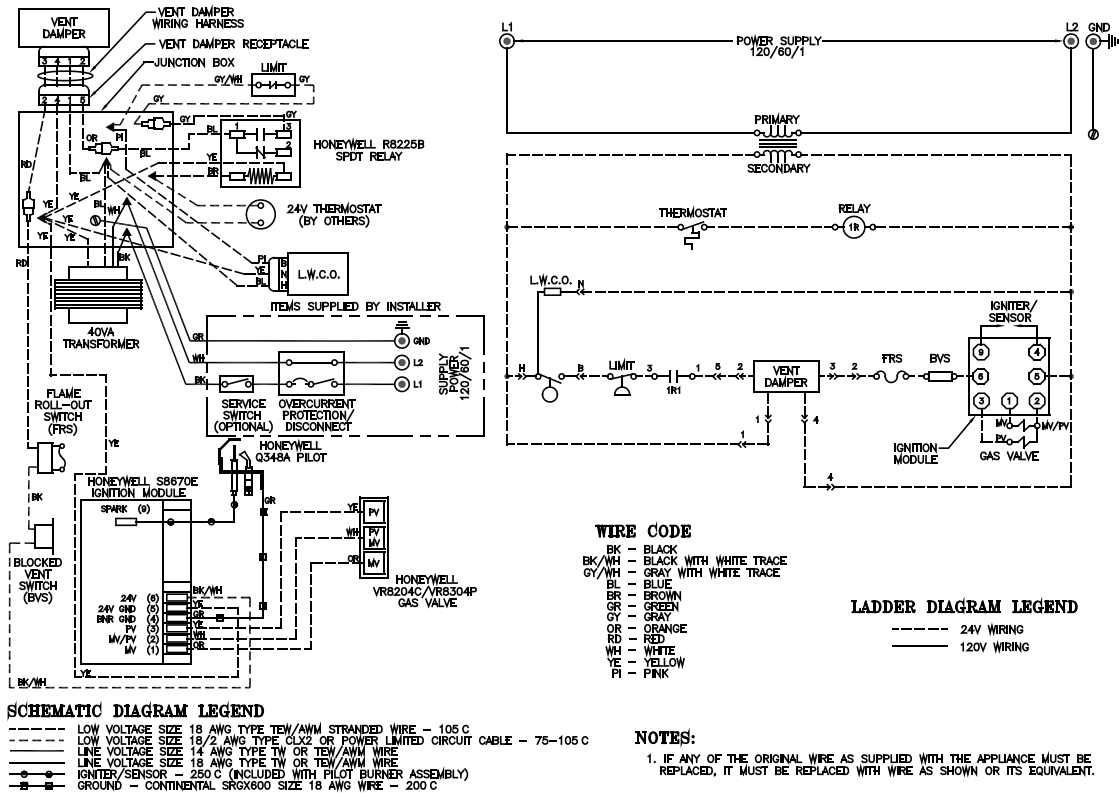 VENT
DAMPER
VENT DAMPER
WIRING HARNESS
VENT DAMPER RECEPTACLE
JUNCTION BOX
3 4 1 2
2 4 1 5
LIMIT
GY/WH
GY
GY
GY
GY
OR
PI
BL
BL
1
3
2
HONEYWELL R8225B
SPDT RELAY
RD
YE
BR
BL
YE
YE
YE
BL
WH
24V THERMOSTAT
(BY OTHERS)
YE
YE
BK
RD
PI
YE
BL
B
N
H
L.W.C.O.
40VA
TRANSFORMER
ITEMS SUPPLIED BY INSTALLER
GR
GND
WH
L2
BK
L1
SUPPLY
POWER
120/60/1
SERVICE
SWITCH
(OPTIONAL)
OVERCURRENT
PROTECTION/
DISCONNECT
FLAME
ROLL-OUT
SWITCH
(FRS)
YE
HONEYWELL
Q348A PILOT
BK
HONEYWELL S8670E
IGNITION MODULE
SPARK (9)
GR
YE
PV
WH
PV
MV
OR
MV
HONEYWELL
VR8204C/VR8304P
GAS VALVE
BLOCKED
VENT
SWITCH
(BVS)
24V (6)
24V GND (5)
BNR GND (4)
PV (3)
MV/PV (2)
MV (1)
BK/WH
YE
GR
YE
WH
OR
YE
BK/WH
SCHEMATIC DIAGRAM LEGEND
LOW VOLTAGE SIZE 18 AWG TYPE TEW/AWM STRANDED WIRE - 105 C
LOW VOLTAGE SIZE 18/2 AWG TYPE CLX2 OR POWER LIMITED CIRCUIT CABLE - 75-105 C
LINE VOLTAGE SIZE 14 AWG TYPE TW OR TEW/AWM WIRE
LINE VOLTAGE SIZE 18 AWG TYPE TW OR TEW/AWM WIRE
IGNITER/SENSOR - 250 C (INCLUDED WITH PILOT BURNER ASSEMBLY)
GROUND - CONTINENTAL SRGX600 SIZE 18 AWG WIRE - 200 C
L1
L2
GND
POWER SUPPLY
120/60/1
PRIMARY
SECONDARY
THERMOSTAT
RELAY
1R
L.W.C.O.
N
H
B
LIMIT
3
1R1
1
5
2
VENT
DAMPER
3
2
FRS
BVS
IGNITER/
SENSOR
9
4
6
5
3
1
2
MV
MV/PV
PV
GAS VALVE
IGNITION
MODULE
1
4
1
4
WIRE CODE
BK - BLACK
BK/WH - BLACK WITH WHITE TRACE
GY/WH - GRAY WITH WHITE TRACE
BL - BLUE
BR - BROWN
GR - GREEN
GY - GRAY
OR - ORANGE
RD - RED
WH - WHITE
YE - YELLOW
PI - PINK
LADDER DIAGRAM LEGEND
24V WIRING
120V WIRING
NOTES:
1. IF ANY OF THE ORIGINAL WIRE AS SUPPLIED WITH THE APPLIANCE MUST BE
REPLACED, IT MUST BE REPLACED WITH WIRE AS SHOWN OR ITS EQUIVALENT.